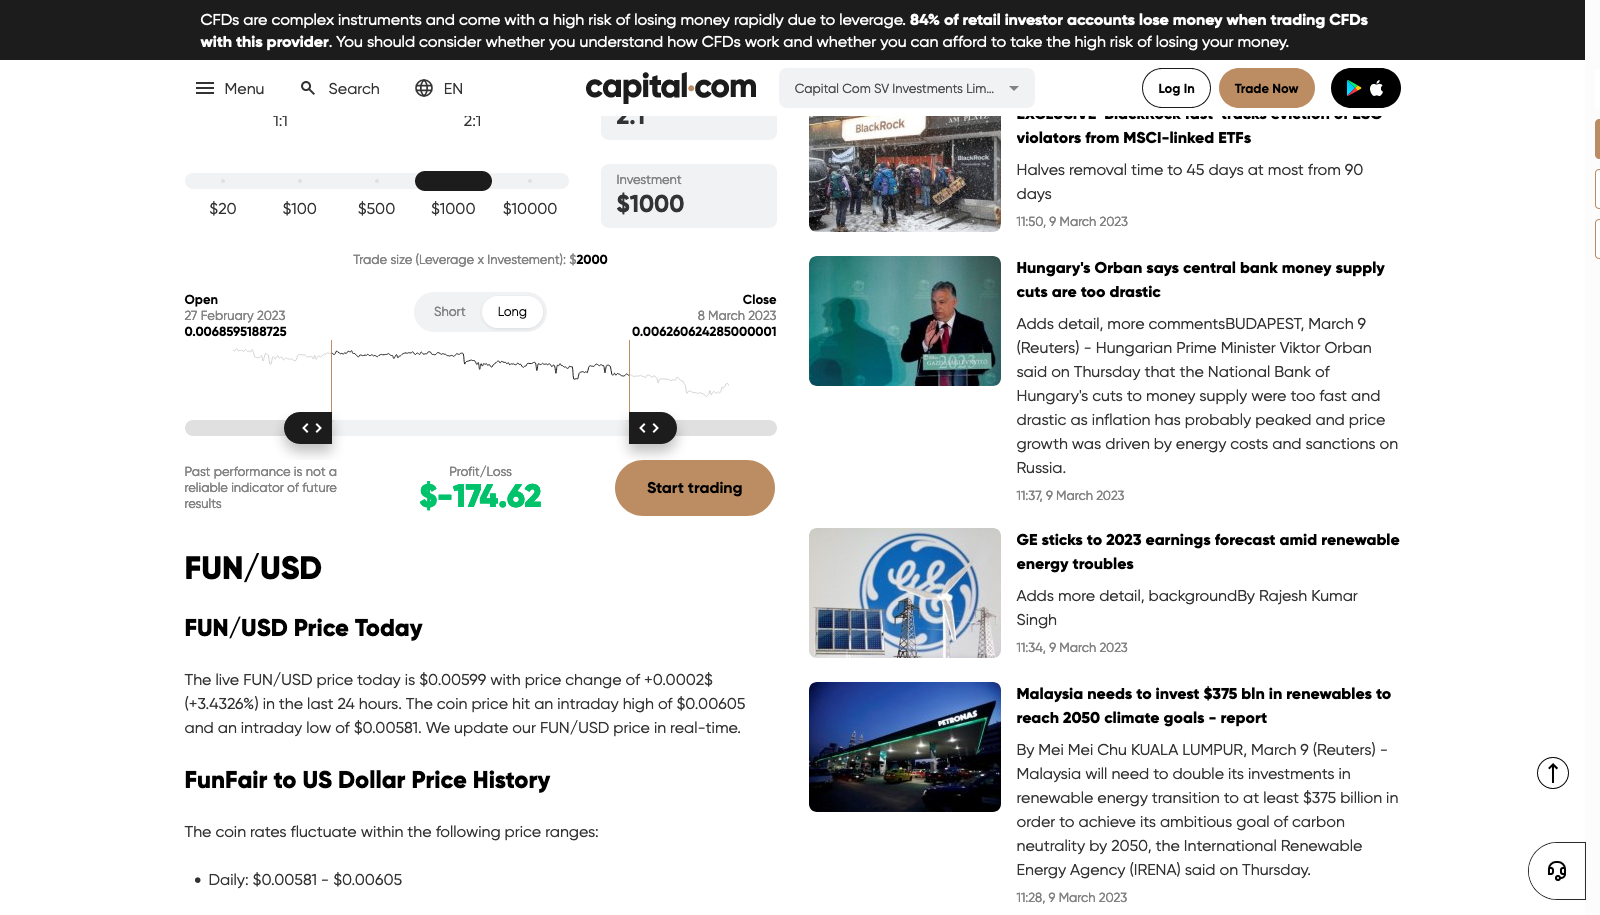 CFDs are complex instruments and come with a high risk of losing money rapidly due to leverage. 84% of retail investor accounts lose money when trading CFDs
with this provider. You should consider whether you understand how CFDs work and whether you can afford to take the high risk of losing your money.
Menu
Search
EN
capital.com
Capital Com SV Investments Lim...
Log In
Trade Now
1:1
2:1
2:1
$20
$100
$500
$1000
$10000
Investment
$1000
Trade size (Leverage x Investement): $2000
Open
27 February 2023
0.0068595188725
Short
Long
Close
8 March 2023
0.006260624285000001
Past performance is not a
reliable indicator of future
results
Profit/Loss
$-174.62
Start trading
FUN/USD
FUN/USD Price Today
The live FUN/USD price today is $0.00599 with price change of +0.0002$
(+3.4326%) in the last 24 hours. The coin price hit an intraday high of $0.00605
and an intraday low of $0.00581. We update our FUN/USD price in real-time.
FunFair to US Dollar Price History
The coin rates fluctuate within the following price ranges:
Daily: $0.00581 - $0.00605
BlackRock
BlackRock
EXCLUSIVE-BlackRock fast-tracks eviction of ESG
violators from MSCI-linked ETFs
Halves removal time to 45 days at most from 90
days
11:50, 9 March 2023
Hungary's Orban says central bank money supply
cuts are too drastic
Adds detail, more commentsBUDAPEST, March 9
(Reuters) - Hungarian Prime Minister Viktor Orban
said on Thursday that the National Bank of
Hungary's cuts to money supply were too fast and
drastic as inflation has probably peaked and price
growth was driven by energy costs and sanctions on
Russia.
11:37, 9 March 2023
GE sticks to 2023 earnings forecast amid renewable
energy troubles
Adds more detail, backgroundBy Rajesh Kumar
Singh
11:34, 9 March 2023
PETRONAS
Malaysia needs to invest $375 bln in renewables to
reach 2050 climate goals - report
By Mei Mei Chu KUALA LUMPUR, March 9 (Reuters) -
Malaysia will need to double its investments in
renewable energy transition to at least $375 billion in
order to achieve its ambitious goal of carbon
neutrality by 2050, the International Renewable
Energy Agency (IRENA) said on Thursday.
11:28, 9 March 2023